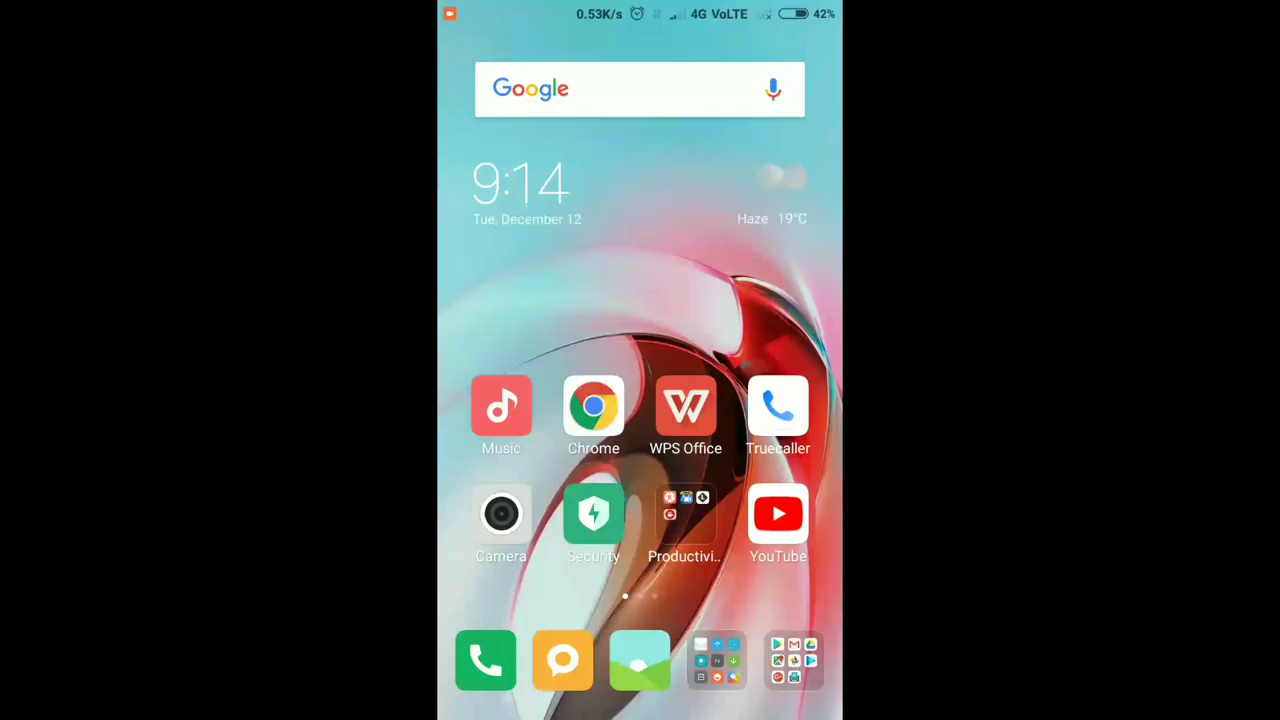 0.53K/s 4G VoLTE 42%
Google
9:14
Tue, December 12
Haze 19℃
Music Chrome WPS Office Truecaller
Camera Security Productivi.. YouTube